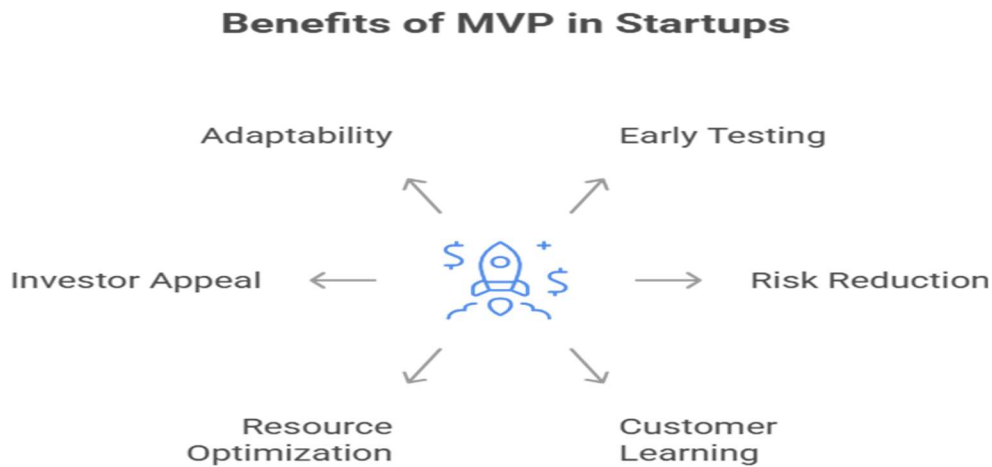 Benefits of MVP in Startups
Adaptability
Early Testing
Investor Appeal
Risk Reduction
Resource
Optimization
Customer
Learning